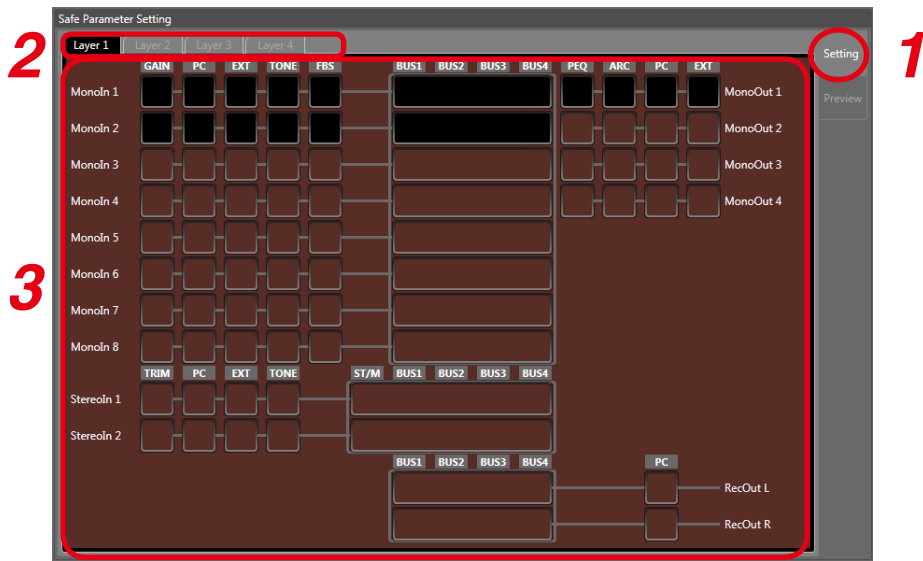 Safe Parameter Setting
2 Layer 1 Layer 2 Layer 3 Layer 4 Setting 1
GAIN PC EXT TONE FBS BUS1 BUS2 BUS3 BUS4 PEQ ARC PC EXT
MonoIn 1 MonoOut 1 Preview
MonoIn 2 MonoOut 2
MonoIn 3 MonoOut 3
MonoIn 4 MonoOut 4
MonoIn 5
3 MonoIn 6
MonoIn 7
MonoIn 8
TRIM PC EXT TONE ST/M BUS1 BUS2 BUS3 BUS4
StereoIn 1
StereoIn 2
BUS1 BUS2 BUS3 BUS4 PC
RecOut L
RecOut R